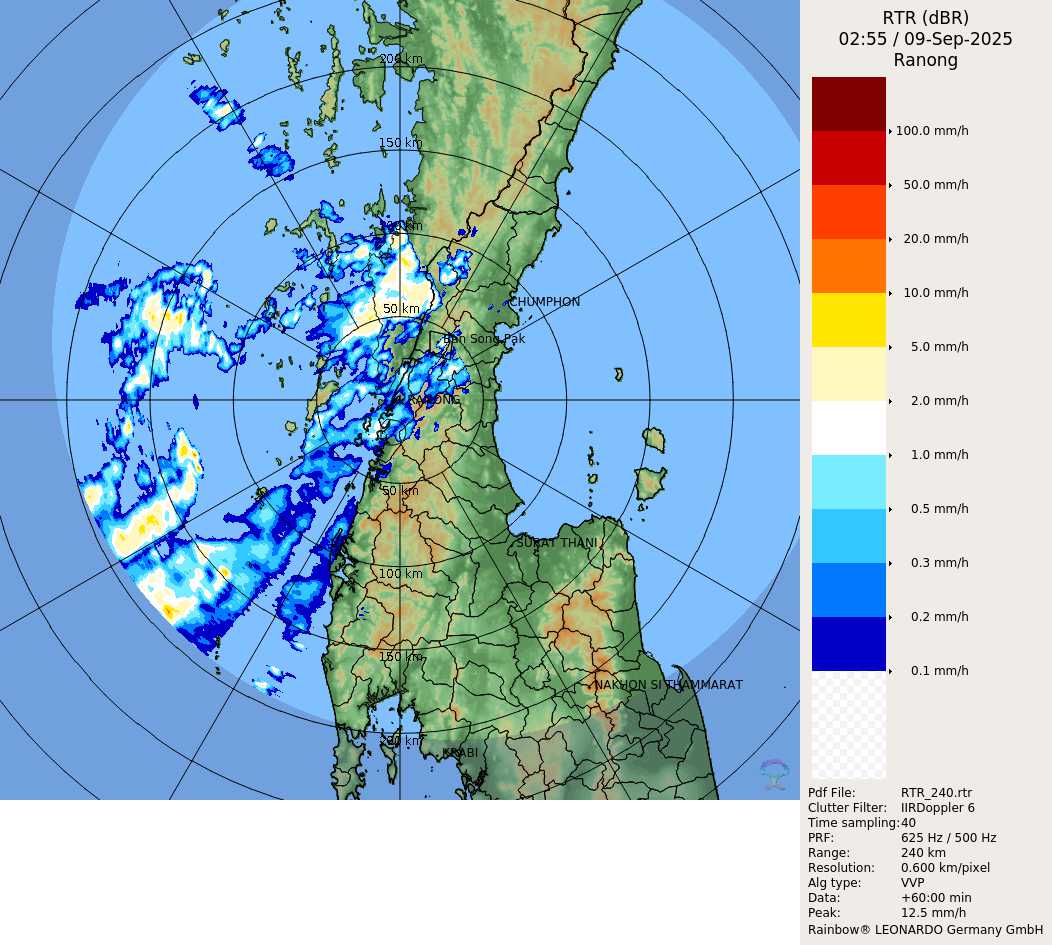 RTR (dBR)
02:55 / 09-Sep-2025
Ranong
200 km
150 km
100 km
50 km
CHUMPHON
Ban Song Pak
RANONG
50 km
SURAT THANI
100 km
150 km
NAKHON SI THAMMARAT
200 km
KRABI
100.0 mm/h
50.0 mm/h
20.0 mm/h
10.0 mm/h
5.0 mm/h
2.0 mm/h
1.0 mm/h
0.5 mm/h
0.3 mm/h
0.2 mm/h
0.1 mm/h
Pdf File: RTR_240.rtr
Clutter Filter: IIRDoppler 6
Time sampling:40
PRF: 625 Hz / 500 Hz
Range: 240 km
Resolution: 0.600 km/pixel
Alg type: VVP
Data: +60:00 min
Peak: 12.5 mm/h
Rainbow® LEONARDO Germany GmbH